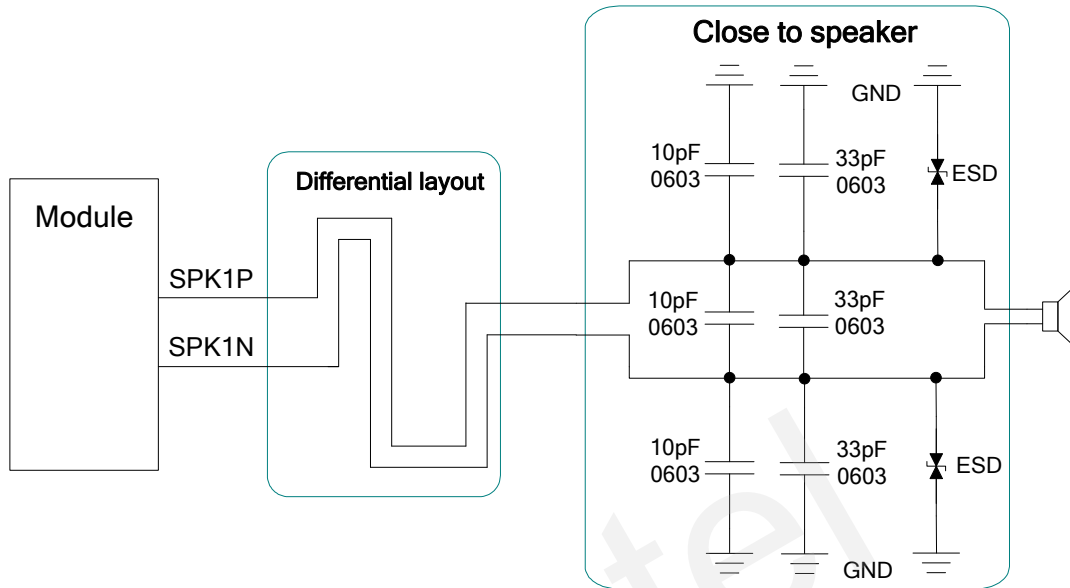 Close to speaker
GND
10pF
0603
33pF
0603
ESD
Differential layout
Module
SPK1P
10pF
0603
33pF
0603
SPK1N
10pF
0603
33pF
0603
ESD
GND